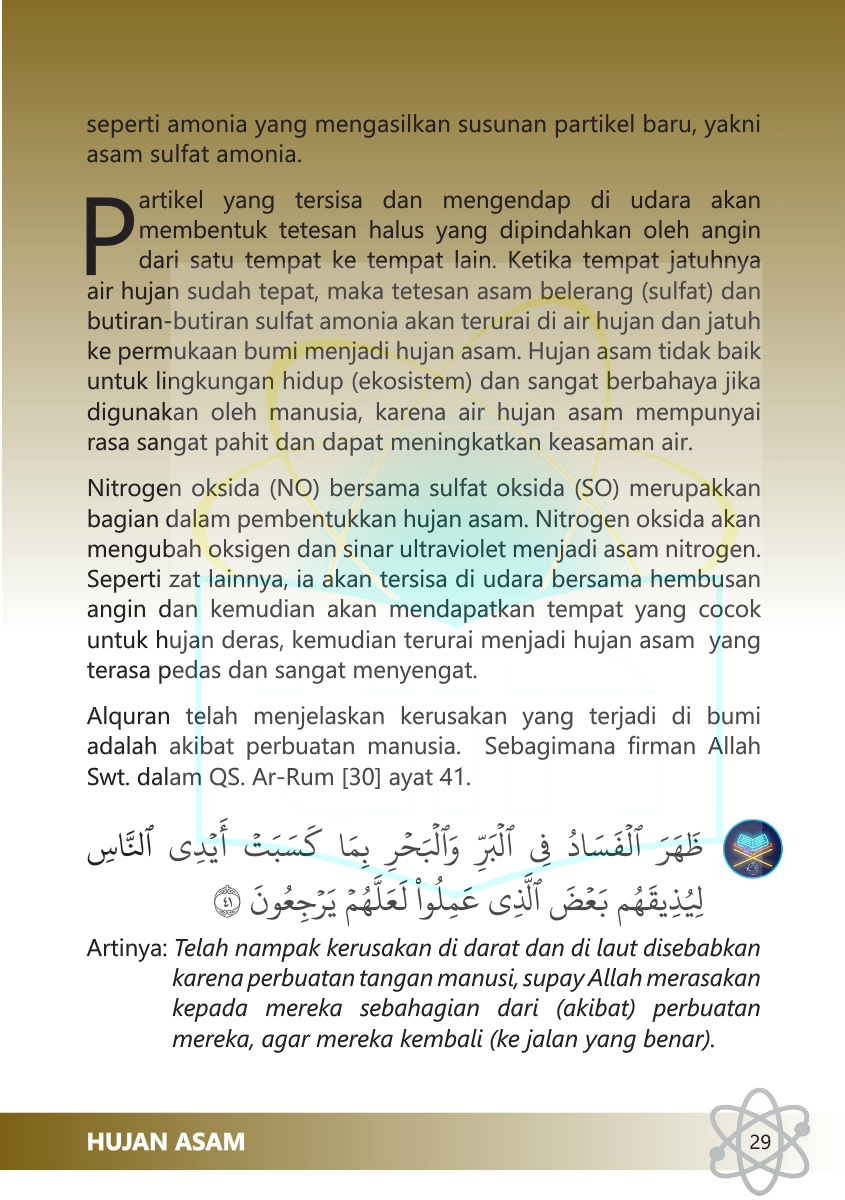 seperti amonia yang mengasilkan susunan partikel baru, yakni
asam sulfat amonia.
Partikel yang tersisa dan mengendap di udara akan
membentuk tetesan halus yang dipindahkan oleh angin
dari satu tempat ke tempat lain. Ketika tempat jatuhnya
air hujan sudah tepat, maka tetesan asam belerang (sulfat) dan
butiran-butiran sulfat amonia akan terurai di air hujan dan jatuh
ke permukaan bumi menjadi hujan asam. Hujan asam tidak baik
untuk lingkungan hidup (ekosistem) dan sangat berbahaya jika
digunakan oleh manusia, karena air hujan asam mempunyai
rasa sangat pahit dan dapat meningkatkan keasaman air.
Nitrogen oksida (NO) bersama sulfat oksida (SO) merupakkan
bagian dalam pembentukkan hujan asam. Nitrogen oksida akan
mengubah oksigen dan sinar ultraviolet menjadi asam nitrogen.
Seperti zat lainnya, ia akan tersisa di udara bersama hembusan
angin dan kemudian akan mendapatkan tempat yang cocok
untuk hujan deras, kemudian terurai menjadi hujan asam  yang
terasa pedas dan sangat menyengat.
Alquran telah menjelaskan kerusakan yang terjadi di bumi
adalah akibat perbuatan manusia.  Sebagimana firman Allah
Swt. dalam QS. Ar-Rum [30] ayat 41.
ظَهَرَ ٱلۡفَسَادُ فِي ٱلۡبَرِّ وَٱلۡبَحۡرِ بِمَا كَسَبَتۡ أَيۡدِى ٱلنَّاسِ
لِيُذِيقَهُم بَعۡضَ ٱلَّذِى عَمِلُواْ لَعَلَّهُمۡ يَرۡجِعُونَ ٤١
Artinya: Telah nampak kerusakan di darat dan di laut disebabkan
karena perbuatan tangan manusi, supay Allah merasakan
kepada mereka sebahagian dari (akibat) perbuatan
mereka, agar mereka kembali (ke jalan yang benar).
HUJAN ASAM
29